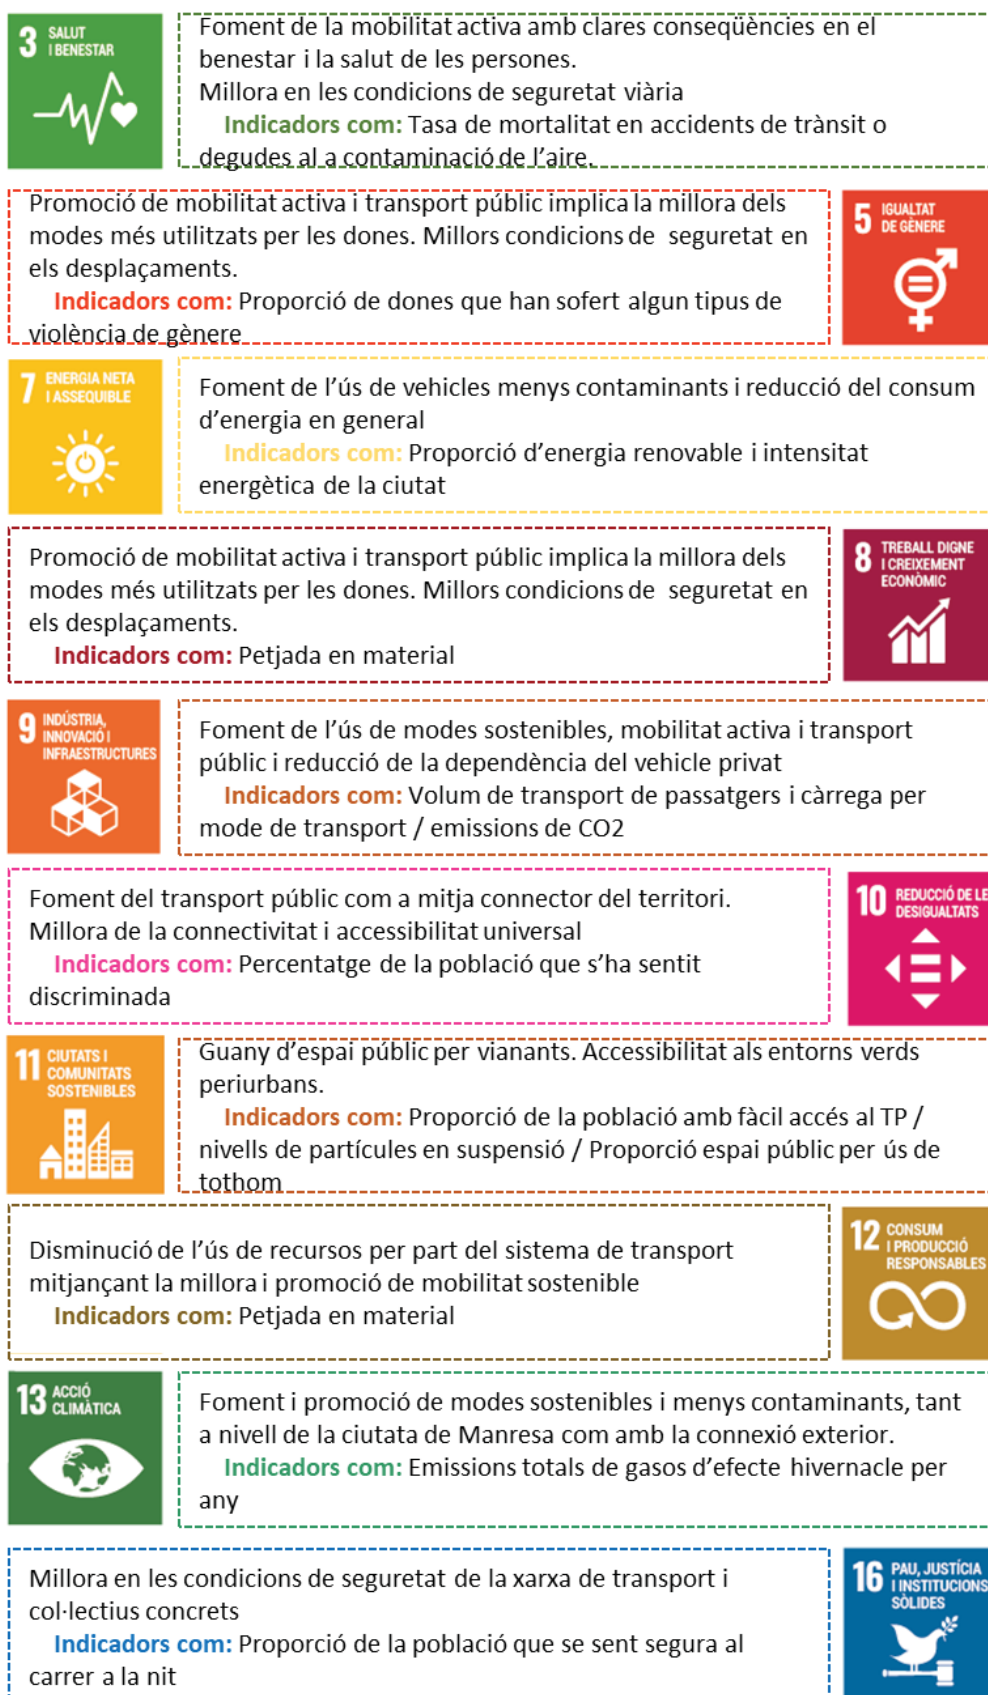 3 SALUT
I BENESTAR
Foment de la mobilitat activa amb clares conseqüències en el
benestar i la salut de les persones.
Millora en les condicions de seguretat viària
Indicadors com: Tasa de mortalitat en accidents de trànsit o
degudes al a contaminació de l’aire.
Promoció de mobilitat activa i transport públic implica la millora dels
modes més utilitzats per les dones. Millors condicions de seguretat en
els desplaçaments.
Indicadors com: Proporció de dones que han sofert algun tipus de
violència de gènere
5 IGUALTAT
DE GÈNERE
7 ENERGIA NETA
I ASSEQUIBLE
Foment de l’ús de vehicles menys contaminants i reducció del consum
d’energia en general
Indicadors com: Proporció d’energia renovable i intensitat
energètica de la ciutat
Promoció de mobilitat activa i transport públic implica la millora dels
modes més utilitzats per les dones. Millors condicions de seguretat en
els desplaçaments.
Indicadors com: Petjada en material
8 TREBALL DIGNE
I CREIXEMENT
ECONÒMIC
9 INDÚSTRIA,
INNOVACIÓ I
INFRAESTRUCTURES
Foment de l’ús de modes sostenibles, mobilitat activa i transport
públic i reducció de la dependència del vehicle privat
Indicadors com: Volum de transport de passatgers i càrrega per
mode de transport / emissions de CO2
Foment del transport públic com a mitja connector del territori.
Millora de la connectivitat i accessibilitat universal
Indicadors com: Percentatge de la població que s’ha sentit
discriminada
10 REDUCCIÓ DE LE
DESIGUALTATS
11 CIUTATS I
COMUNITATS
SOSTENIBLES
Guany d’espai públic per vianants. Accessibilitat als entorns verds
periurbans.
Indicadors com: Proporció de la població amb fàcil accés al TP /
nivells de partícules en suspensió / Proporció espai públic per ús de
tothom
Disminució de l’ús de recursos per part del sistema de transport
mitjançant la millora i promoció de mobilitat sostenible
Indicadors com: Petjada en material
12 CONSUM
I PRODUCCIÓ
RESPONSABLES
13 ACCIÓ
CLIMÀTICA
Foment i promoció de modes sostenibles i menys contaminants, tant
a nivell de la ciutata de Manresa com amb la connexió exterior.
Indicadors com: Emissions totals de gasos d’efecte hivernacle per
any
Millora en les condicions de seguretat de la xarxa de transport i
col·lectius concrets
Indicadors com: Proporció de la població que se sent segura al
carrer a la nit
16 PAU, JUSTÍCIA
I INSTITUCIONS
SÒLIDES